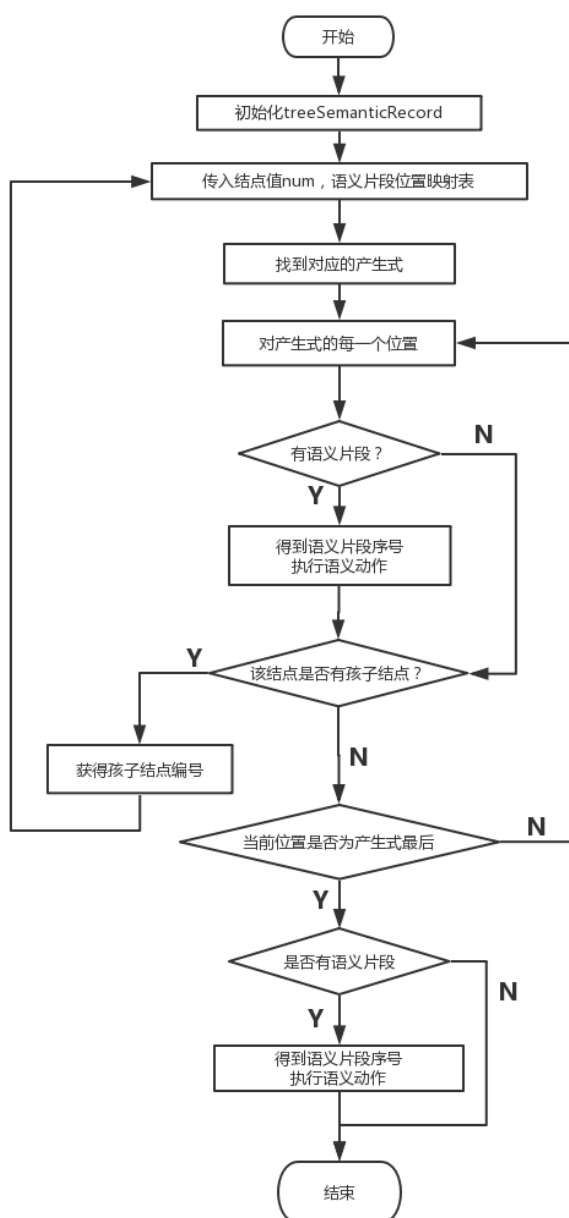 开始
初始化treeSemanticRecord
传入结点值num，语义片段位置映射表
找到对应的产生式
对产生式的每一个位置
有语义片段？
N
Y
得到语义片段序号
执行语义动作
Y
该结点是否有孩子结点？
获得孩子结点编号
N
当前位置是否为产生式最后
N
Y
是否有语义片段
N
Y
得到语义片段序号
执行语义动作
结束